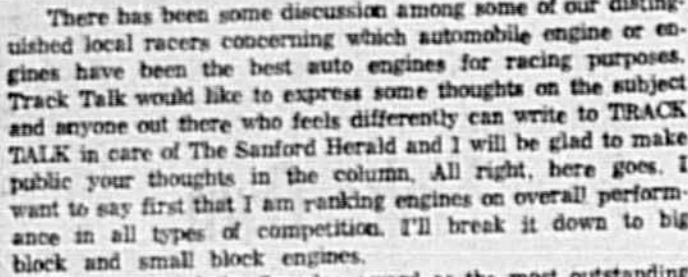 There has been some discussion among some of our disting-
uished local racers concerning which automobile engine or en-
gines have been the best auto engines for racing purposes.
Track Talk would like to express some thoughts on the subject
and anyone out there who feels differently can write to TRACK
TALK in care of The Sanford Herald and I will be glad to make
public your thoughts in the column. All right, here goes. I
want to say first that I am ranking engines on overall perform-
ance in all types of competition. I'll break it down to big
block and small block engines.
as the most outstanding